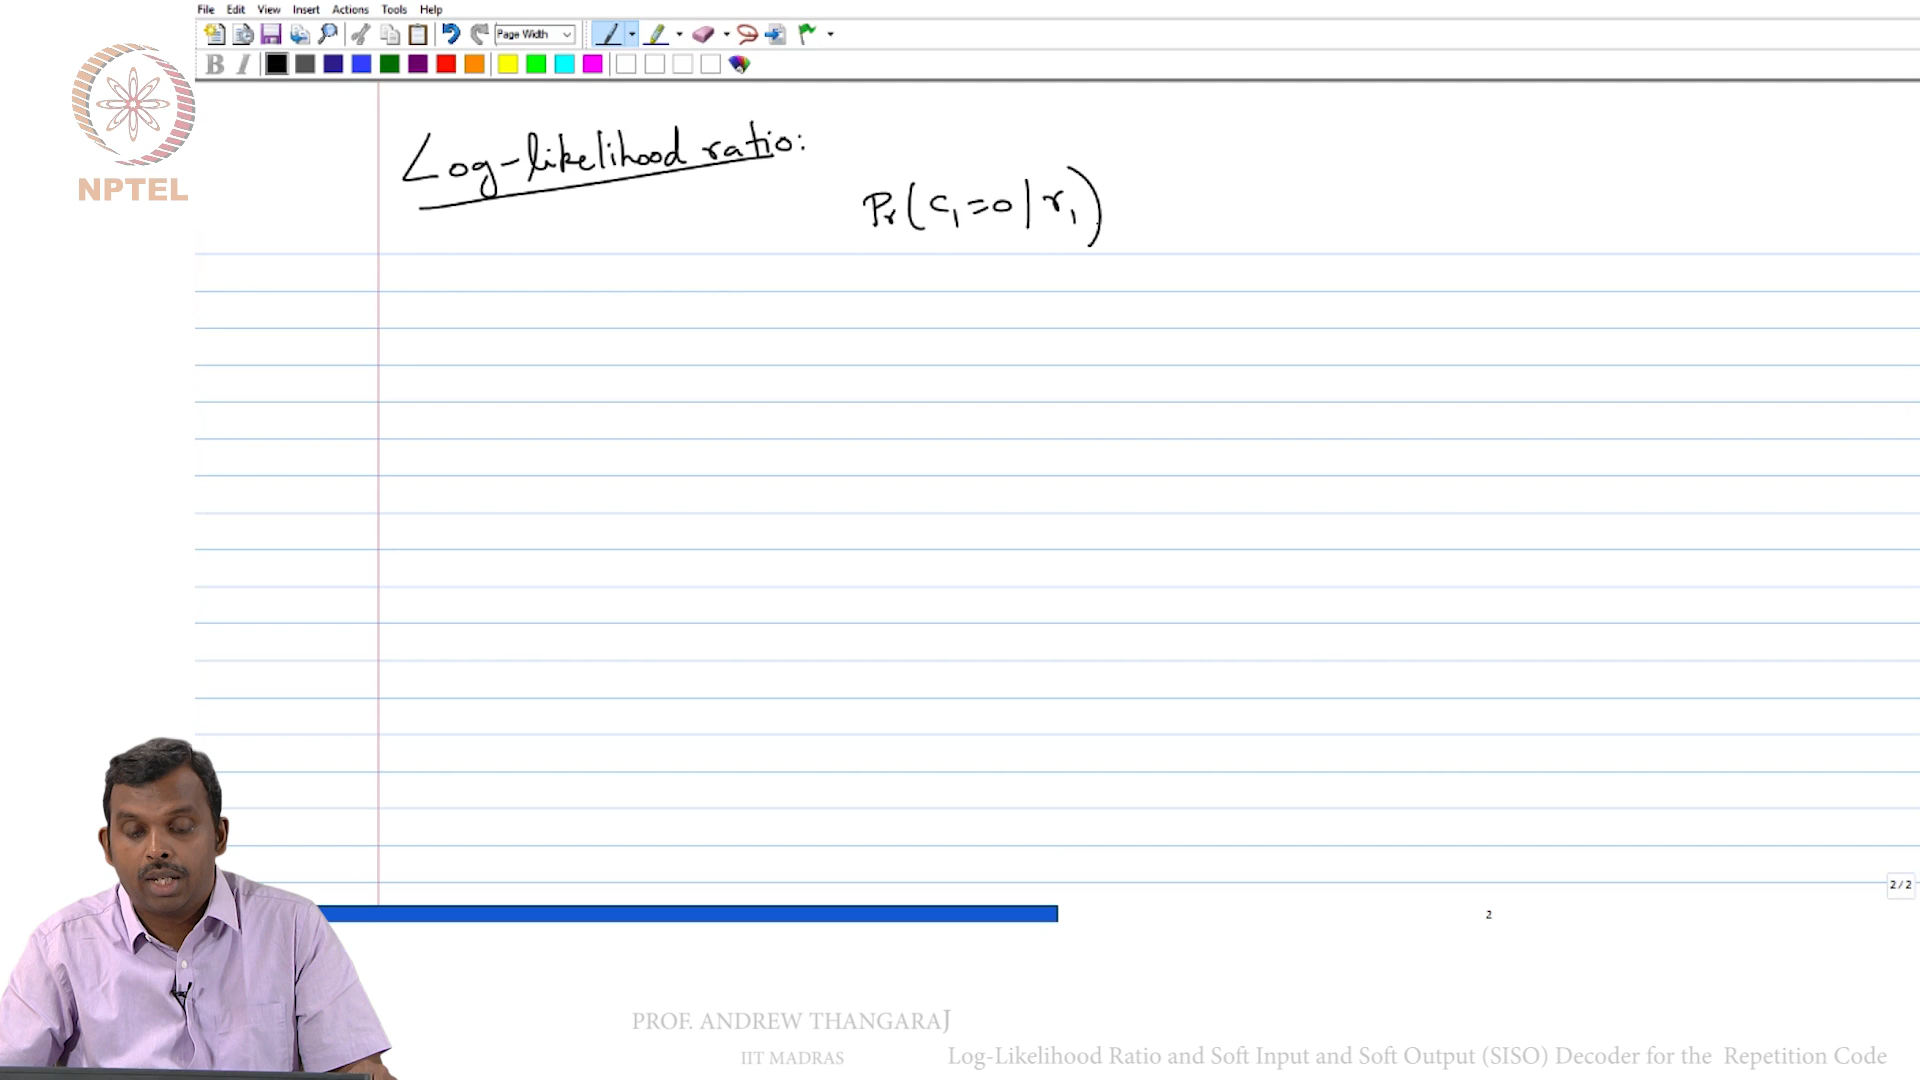 File Edit View Insert Actions Tools Help
Page Width
B I
NPTEL
Log-likelihood ratio:
Pr(c₁=0|r₁)
2/2
2
PROF. ANDREW THANGARAJ
IIT MADRAS
Log-Likelihood Ratio and Soft Input and Soft Output (SISO) Decoder for the Repetition Code